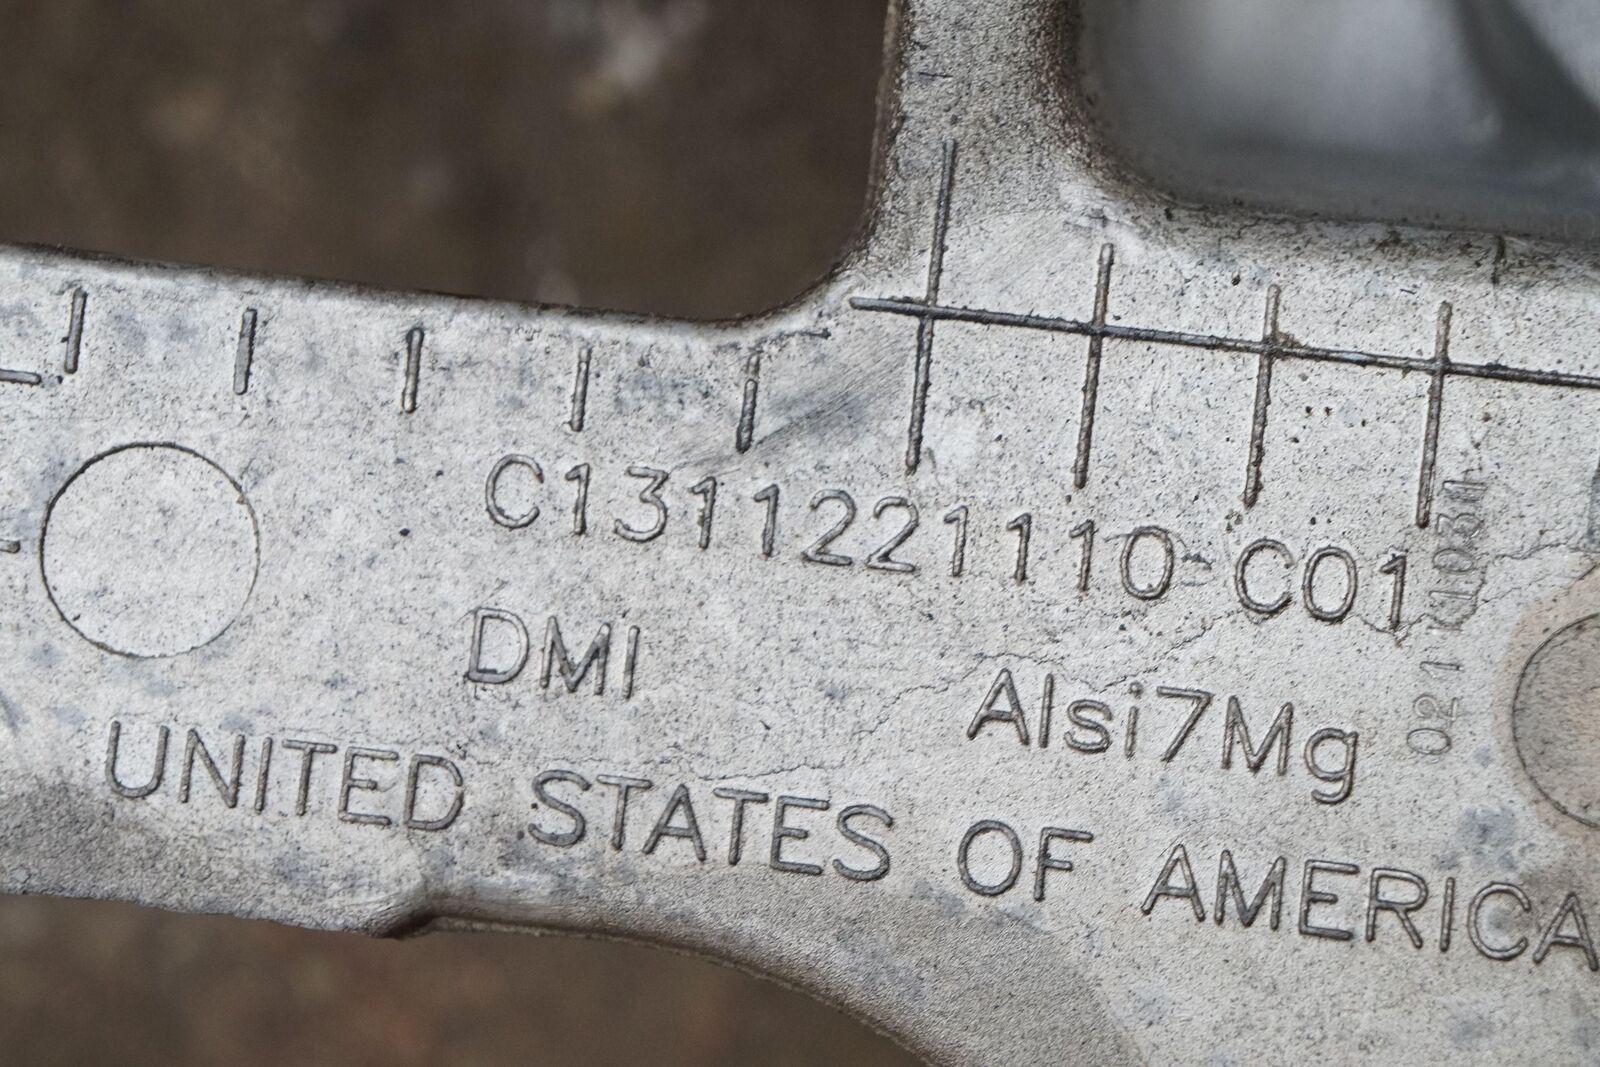 C1311221110-C01
DMI
Alsi7Mg
UNITED STATES OF AMERICA